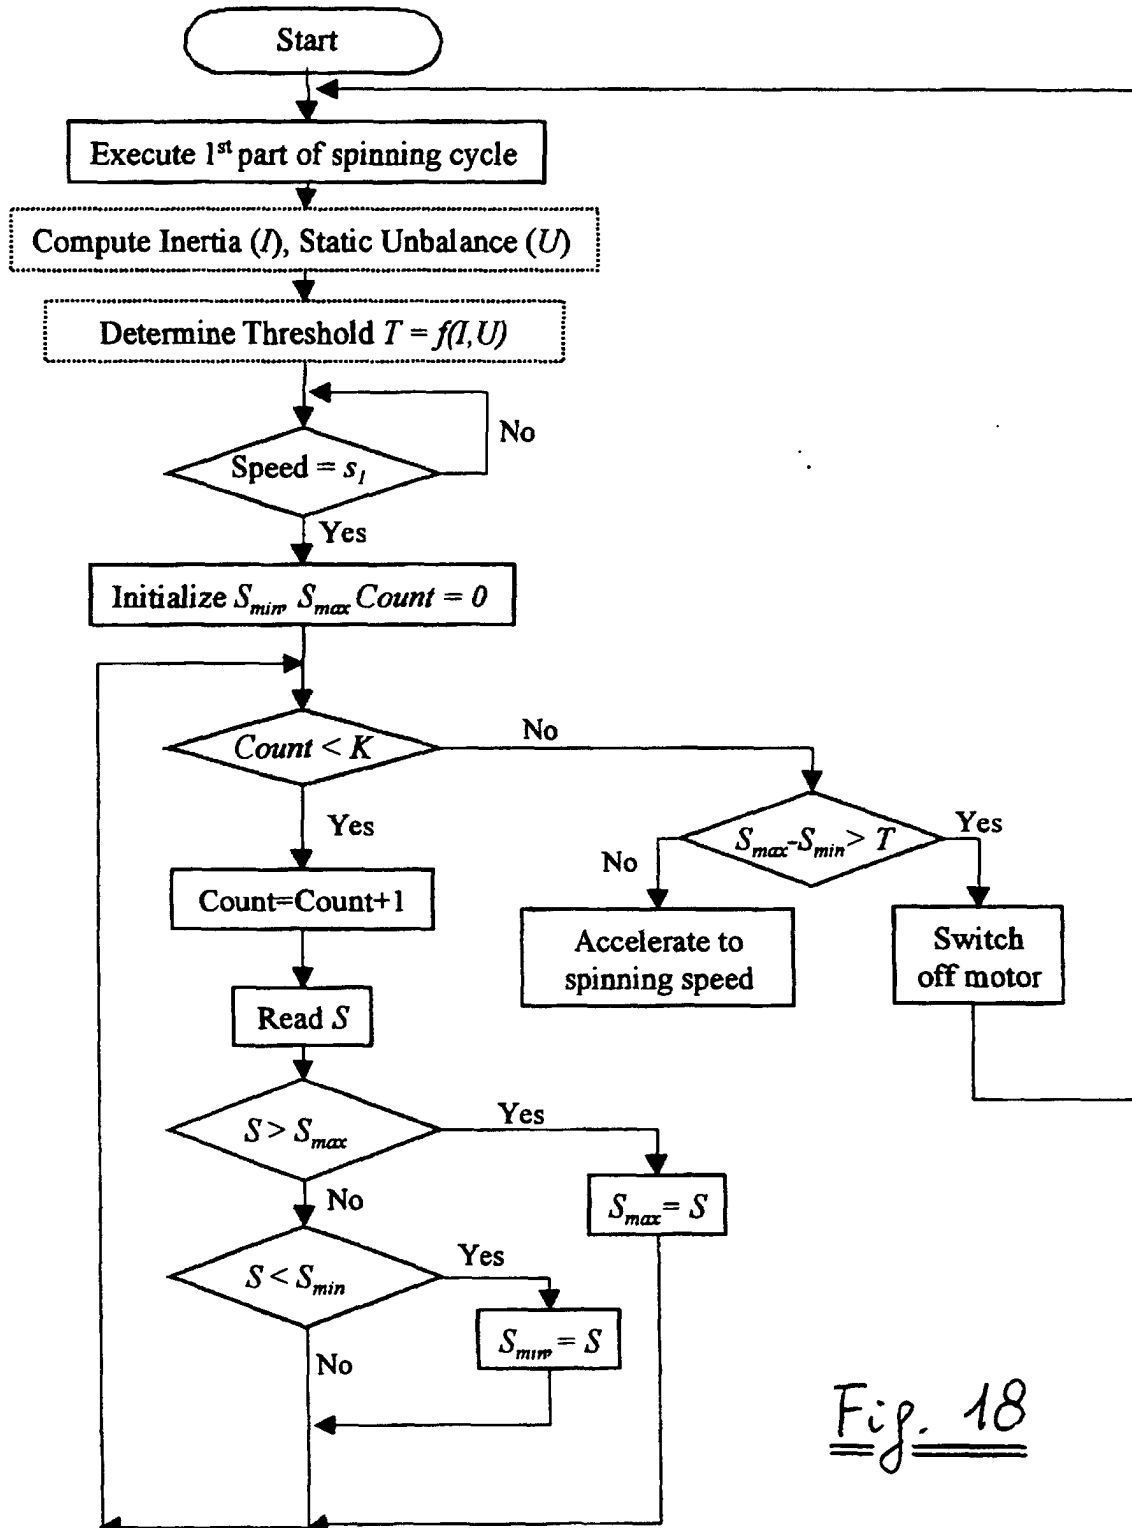 Start
Execute 1st part of spinning cycle
Compute Inertia (I), Static Unbalance (U)
Determine Threshold T = f(I,U)
No
Speed = s1
Yes
Initialize Smin, Smax Count = 0
Count < K
No
Yes
Smax-Smin> T
Yes
No
Count=Count+1
Accelerate to
spinning speed
Switch
off motor
Read S
S > Smax
Yes
No
Smax= S
S < Smin
Yes
Smin= S
No
Fig. 18